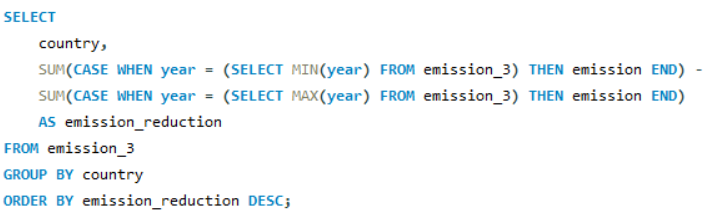 SELECT
    country,
    SUM(CASE WHEN year = (SELECT MIN(year) FROM emission_3) THEN emission END) -
    SUM(CASE WHEN year = (SELECT MAX(year) FROM emission_3) THEN emission END)
    AS emission_reduction
FROM emission_3
GROUP BY country
ORDER BY emission_reduction DESC;